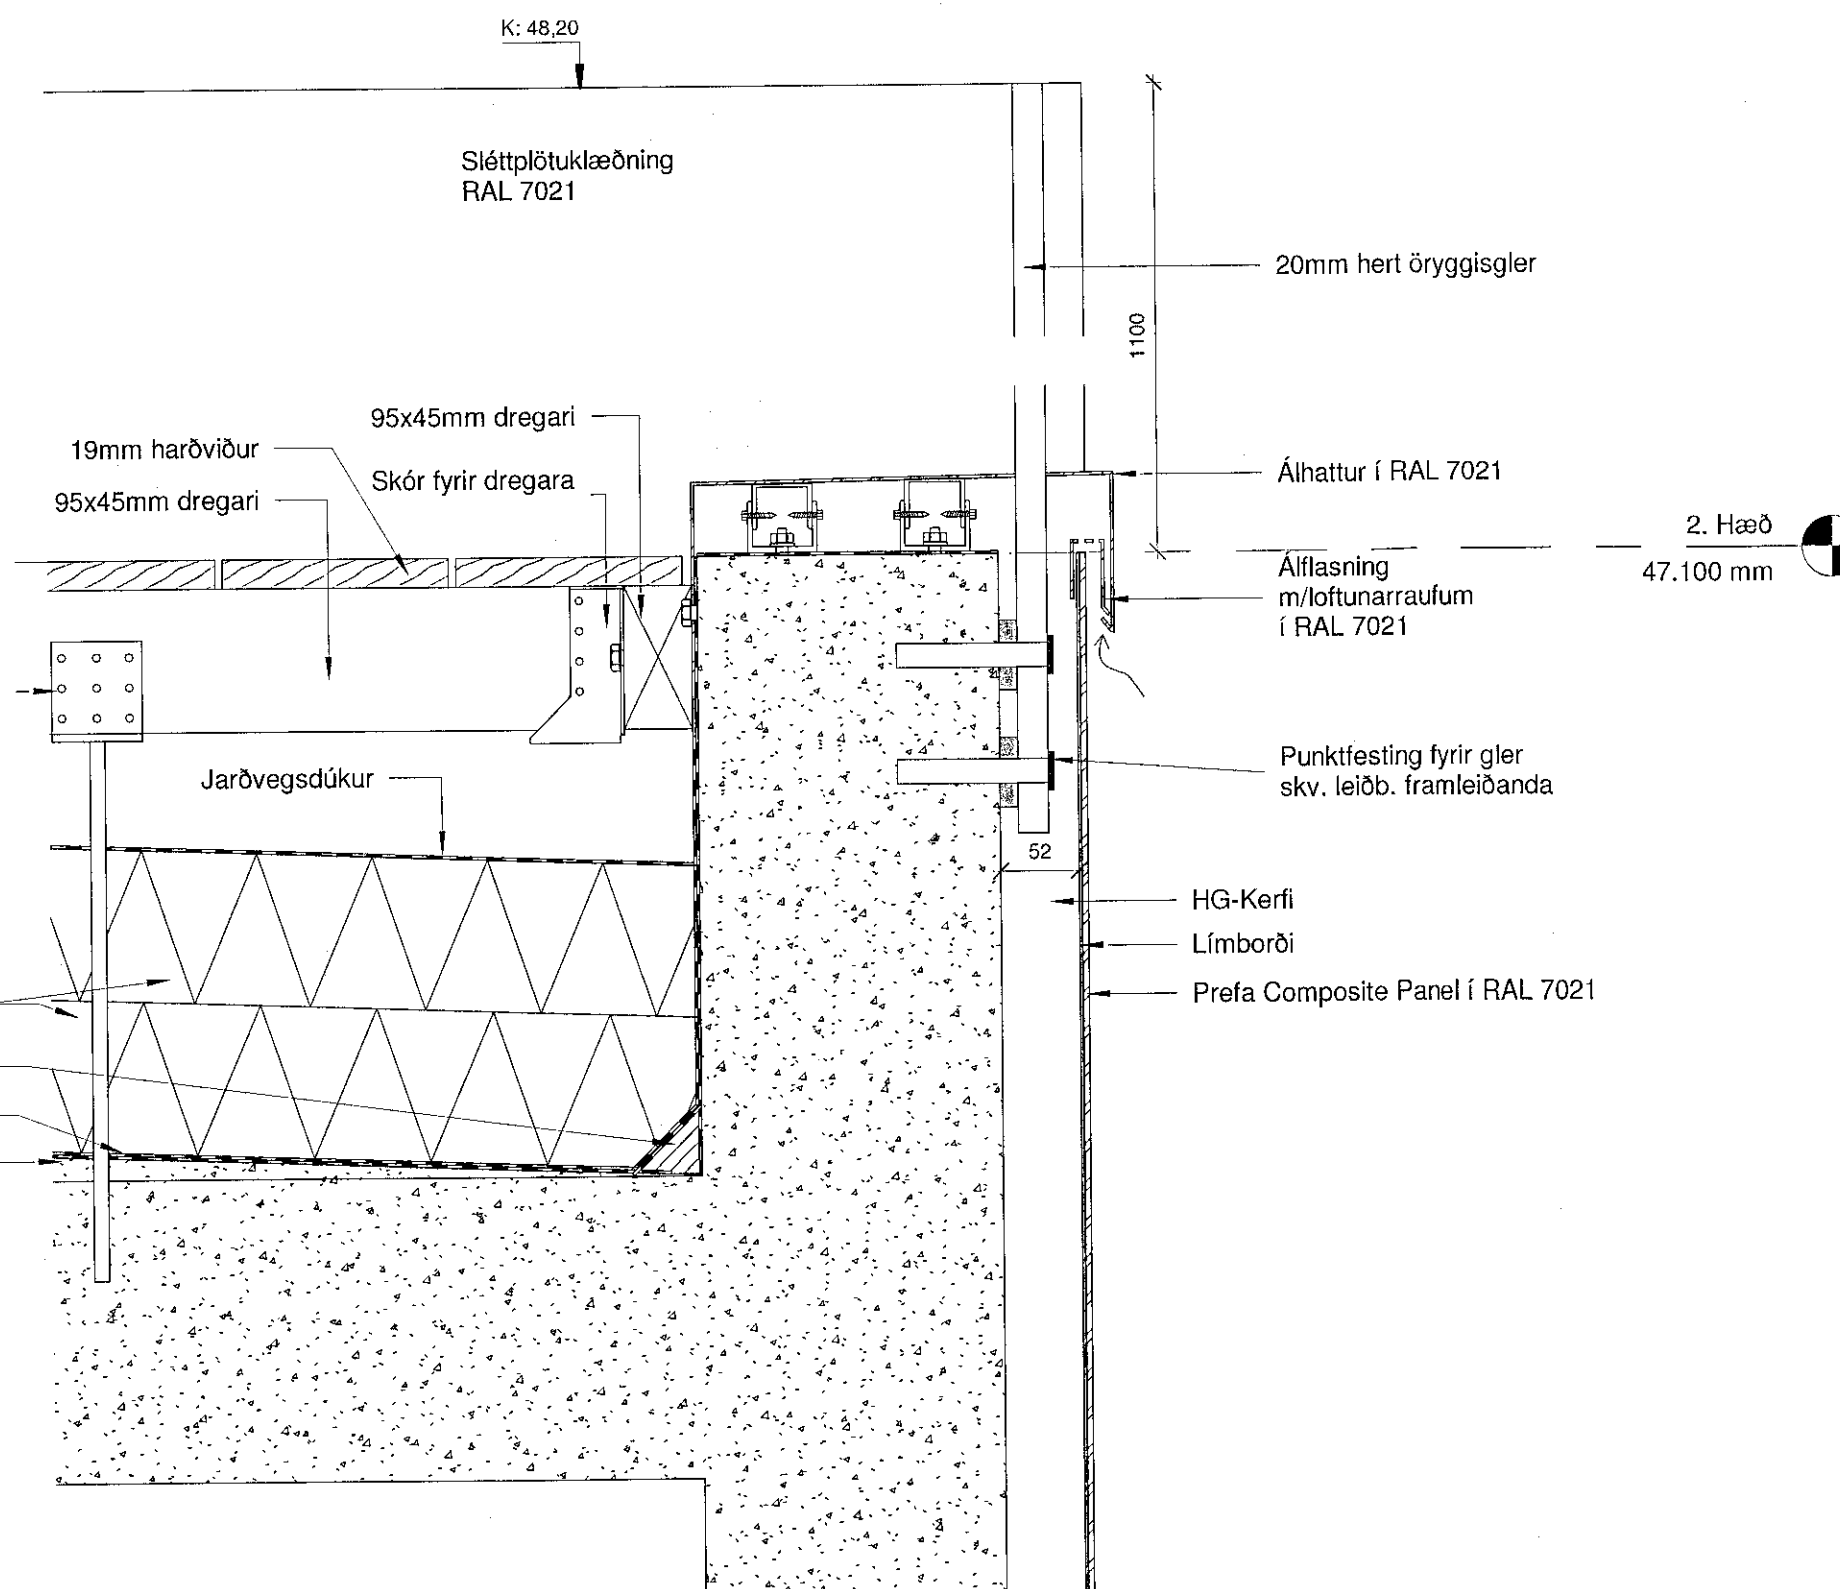 K: 48,20
Sléttplötuklæðning
RAL 7021
20mm hert öryggisgler
1100
95x45mm dregari
19mm harðviður
Skór fyrir dregara
95x45mm dregari
Álhattur í RAL 7021
2. Hæð
47.100 mm
Álflasning
m/loftunarraufum
í RAL 7021
Punktfesting fyrir gler
skv. leiðb. framleiðanda
Jarðvegsdúkur
52
HG-Kerfi
Límborði
Prefa Composite Panel í RAL 7021